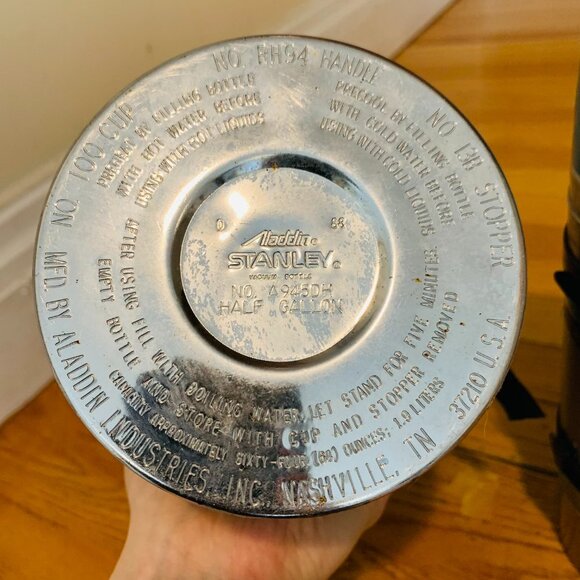 NO. RH94 HANDLE
NO. 13B STOPPER
NO. 100 CUP
PREHEAT BY FILLING BOTTLE
WITH HOT WATER BEFORE
USING WITH HOT LIQUIDS
PRECOOL BY FILLING BOTTLE
WITH COLD WATER BEFORE
USING WITH COLD LIQUIDS
Aladdin®
STANLEY®
VACUUM BOTTLE
NO. A945DH
HALF GALLON
AFTER USING FILL WITH BOILING WATER, LET STAND FOR FIVE MINUTES
EMPTY BOTTLE AND STORE WITH CUP AND STOPPER REMOVED
CAPACITY APPROXIMATELY SIXTY-FOUR (64) OUNCES: 1.9 LITERS
MFD. BY ALADDIN INDUSTRIES, INC. NASHVILLE, TN 37210 U.S.A.